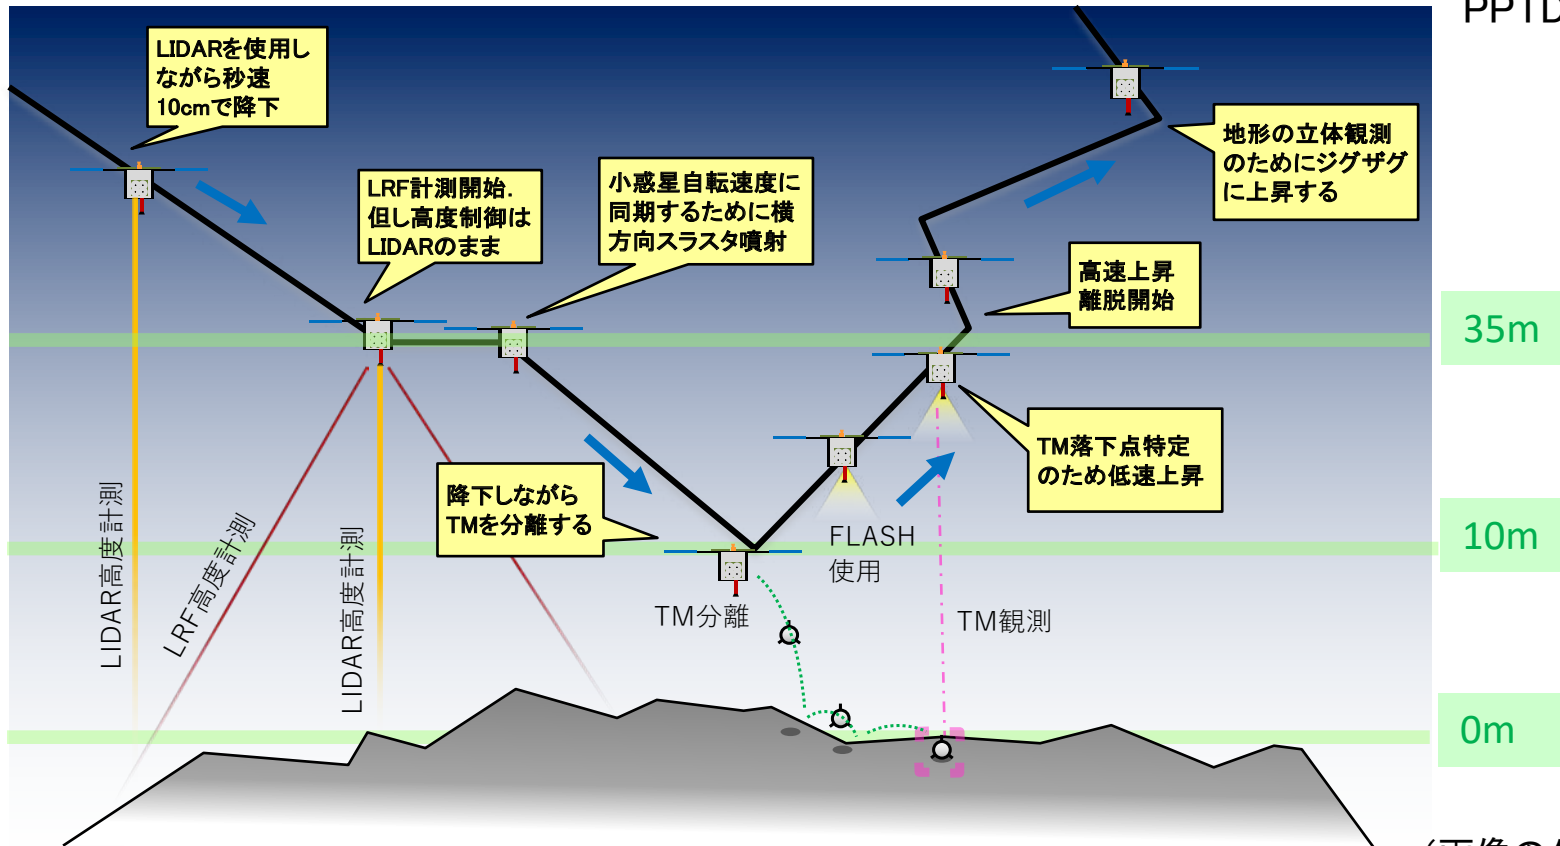 PPTD
LIDARを使用し
ながら秒速
10cmで降下
地形の立体観測
のためにジグザグ
に上昇する
LRF計測開始.
但し高度制御は
LIDARのまま
小惑星自転速度に
同期するために横
方向スラスタ噴射
高速上昇
離脱開始
35m
TM落下点特定
のため低速上昇
降下しながら
TMを分離する
10m
FLASH
使用
LIDAR高度計測
LRF高度計測
LIDAR高度計測
TM分離
TM観測
0m